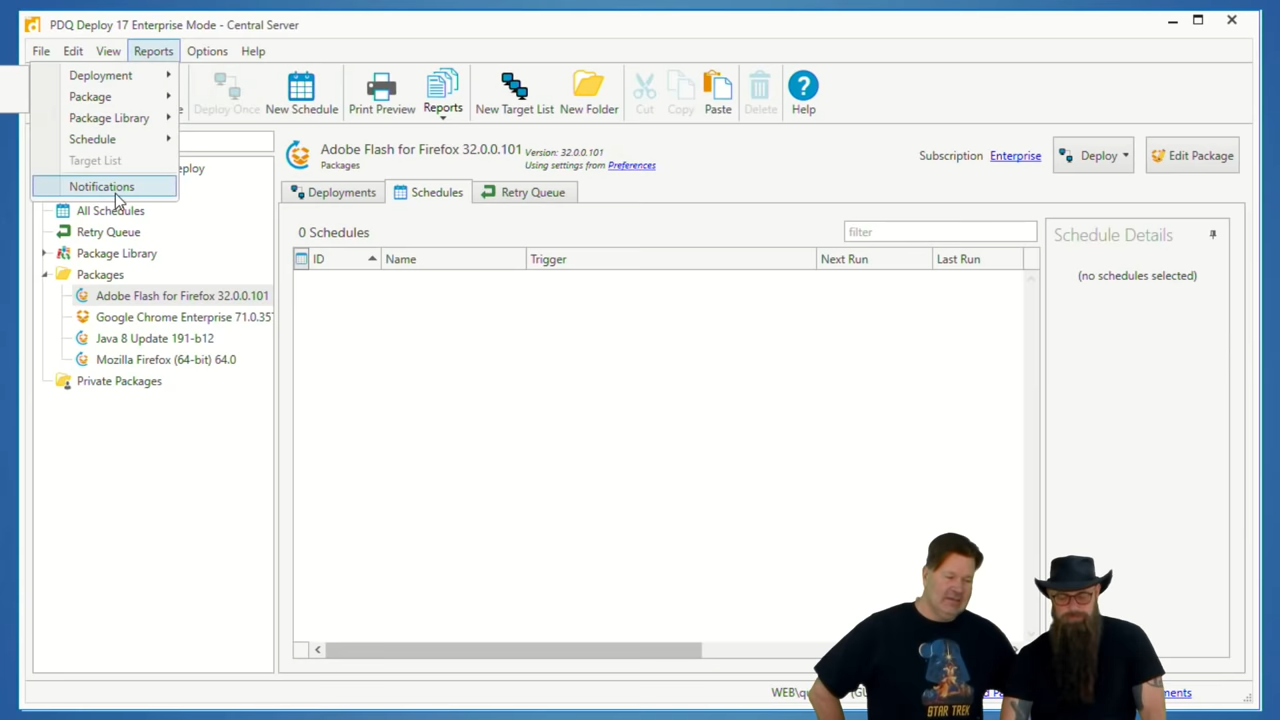 PDQ Deploy 17 Enterprise Mode - Central Server
File Edit View Reports Options Help
Deployment
Package
Package Library
Schedule
Target List
Notifications
Deploy Once New Schedule Print Preview Reports New Target List New Folder Cut Copy Paste Delete Help
Adobe Flash for Firefox 32.0.0.101 Version: 32.0.0.101
Packages Using settings from Preferences
Subscription Enterprise Deploy Edit Package
Deployments Schedules Retry Queue
All Schedules
Retry Queue
Package Library
Packages
Adobe Flash for Firefox 32.0.0.101
Google Chrome Enterprise 71.0.35
Java 8 Update 191-b12
Mozilla Firefox (64-bit) 64.0
Private Packages
0 Schedules filter
ID Name Trigger Next Run Last Run
Schedule Details
(no schedules selected)
STAR TREK